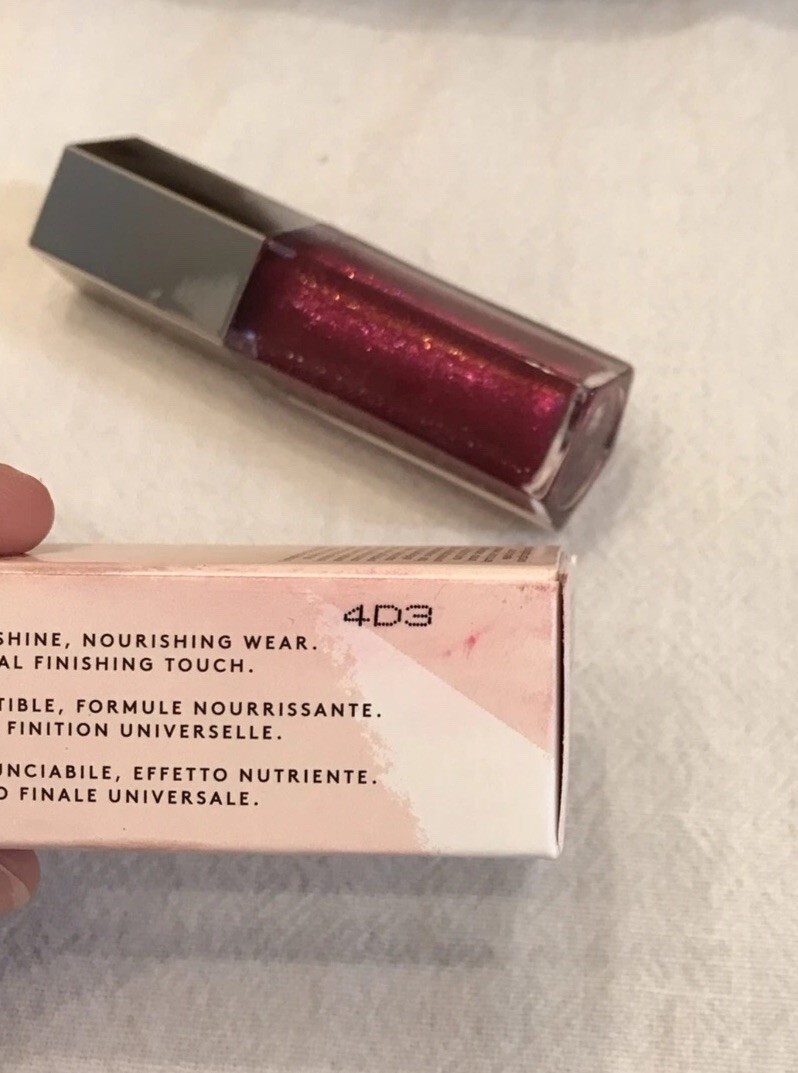 4D3
SHINE, NOURISHING WEAR.
AL FINISHING TOUCH.
TIBLE, FORMULE NOURRISSANTE.
FINITION UNIVERSELLE.
UNCIABILE, EFFETTO NUTRIENTE.
O FINALE UNIVERSALE.